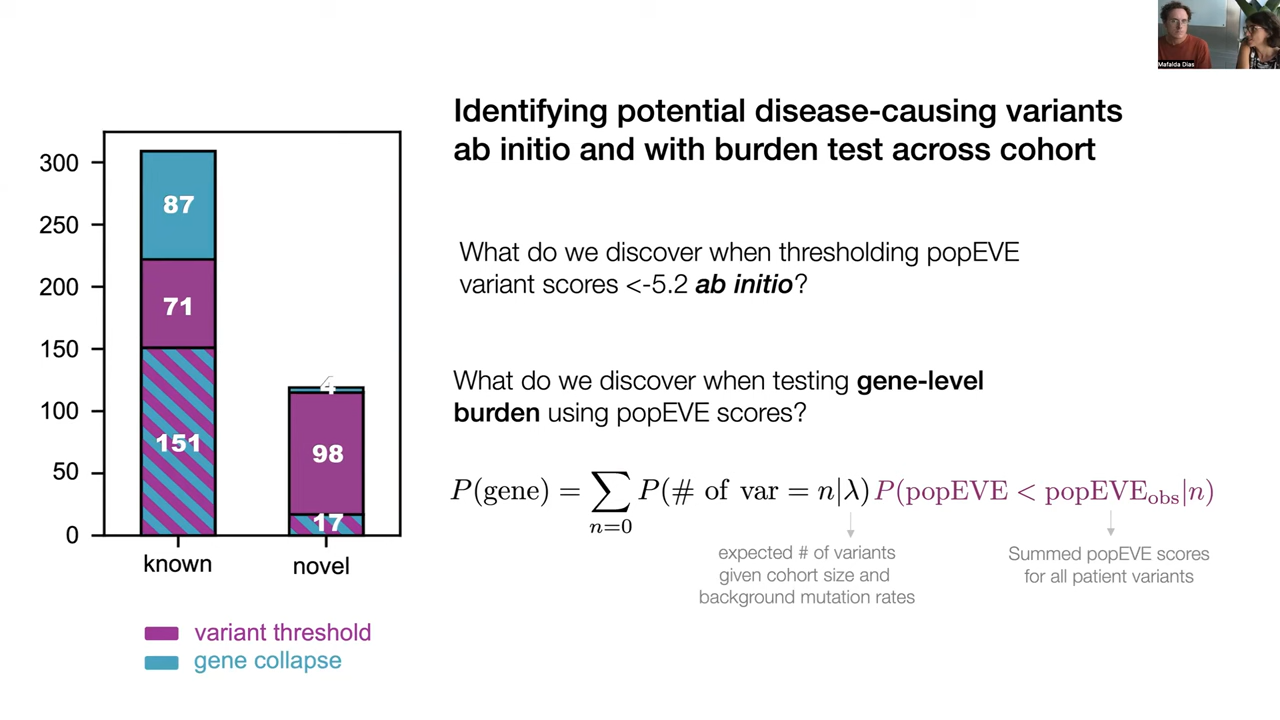 Mafalda Dias
Identifying potential disease-causing variants
ab initio and with burden test across cohort
300
250
200
150
100
50
0
87
71
151
4
98
17
known
novel
variant threshold
gene collapse
What do we discover when thresholding popEVE
variant scores <-5.2 ab initio?
What do we discover when testing gene-level
burden using popEVE scores?
P(gene) = ∑ n=0 P(# of var = n|λ) P(popEVE < popEVE_obs|n)
expected # of variants
given cohort size and
background mutation rates
Summed popEVE scores
for all patient variants